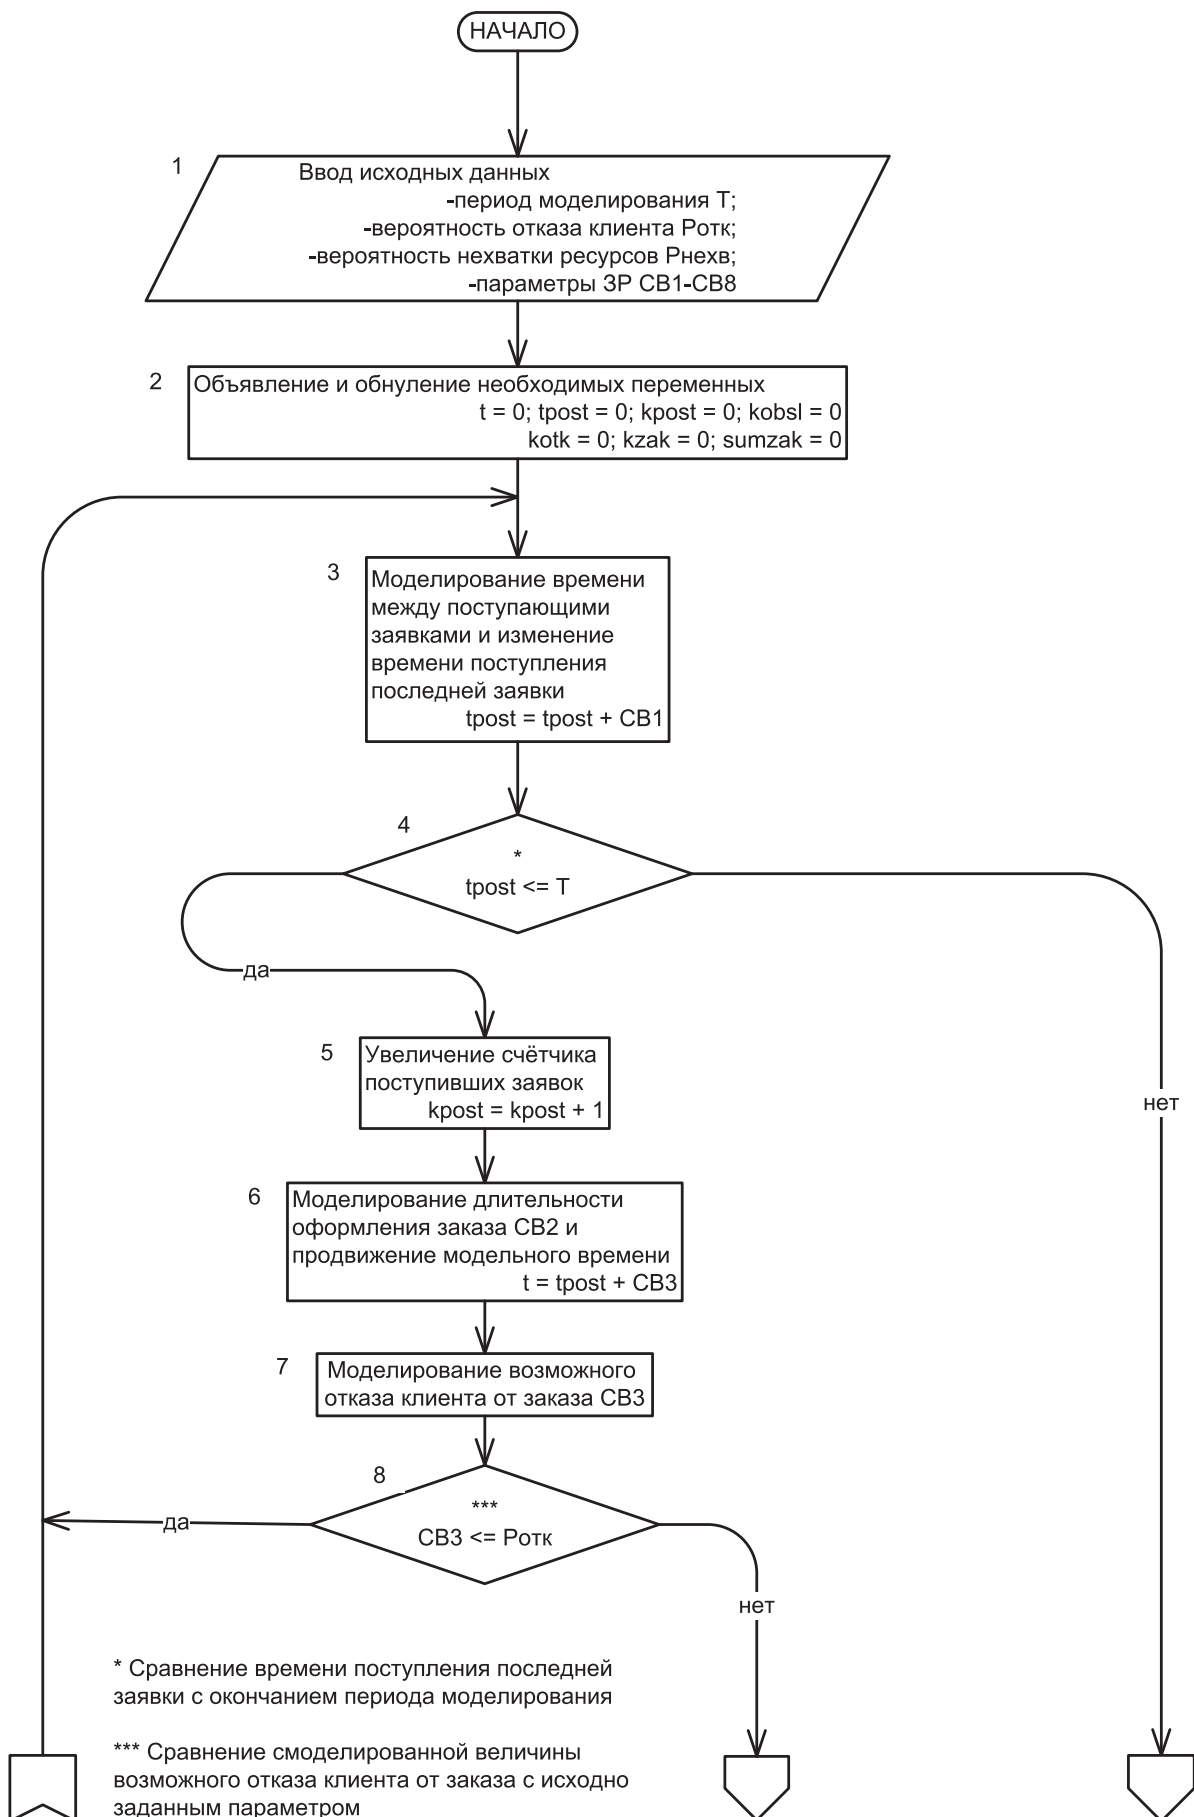 НАЧАЛО
1
Ввод исходных данных
-период моделирования Т;
-вероятность отказа клиента Ротк;
-вероятность нехватки ресурсов Рнехв;
-параметры ЗР СВ1-СВ8
2
Объявление и обнуление необходимых переменных
t = 0; tpost = 0; kpost = 0; kobsl = 0
kotk = 0; kzak = 0; sumzak = 0
3
Моделирование времени
между поступающими
заявками и изменение
времени поступления
последней заявки
tpost = tpost + СВ1
4
*
tpost <= T
да
5
Увеличение счётчика
поступивших заявок
kpost = kpost + 1
нет
6
Моделирование длительности
оформления заказа СВ2 и
продвижение модельного времени
t = tpost + СВ3
7
Моделирование возможного
отказа клиента от заказа СВ3
8
***
СВ3 <= Ротк
да
нет
* Сравнение времени поступления последней
заявки с окончанием периода моделирования
*** Сравнение смоделированной величины
возможного отказа клиента от заказа с исходно
заданным параметром